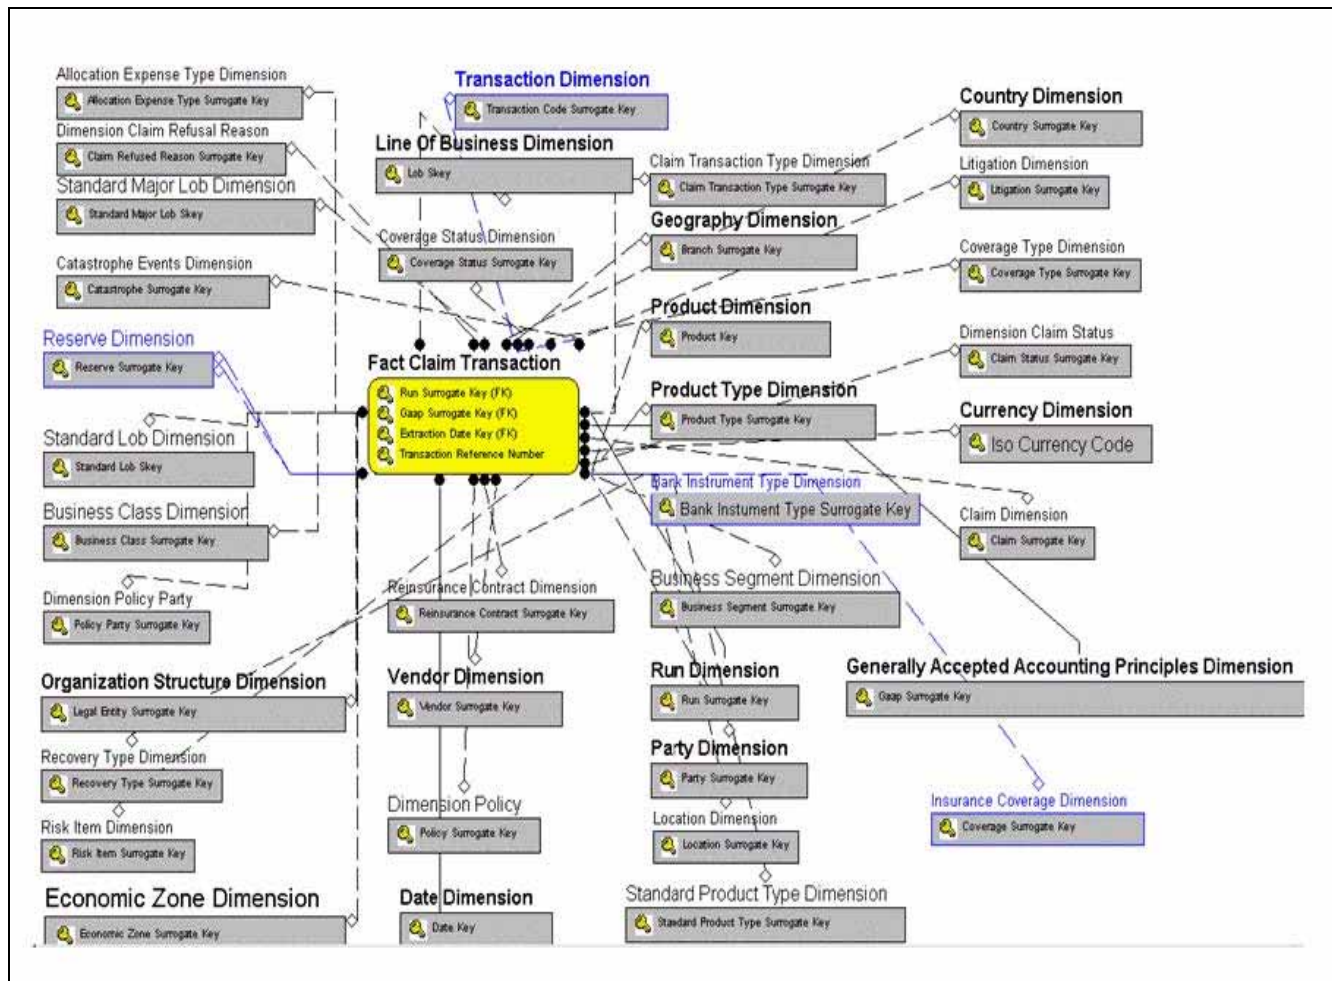 Allocation Expense Type Dimension
Allocation Expense Type Surrogate Key
Dimension Claim Refusal Reason
Claim Refused Reason Surrogate Key
Standard Major Lob Dimension
Standard Major Lob Skey
Catastrophe Events Dimension
Catastrophe Surrogate Key
Reserve Dimension
Reserve Surrogate Key
Standard Lob Dimension
Standard Lob Skey
Business Class Dimension
Business Class Surrogate Key
Dimension Policy Party
Policy Party Surrogate Key
Organization Structure Dimension
Legal Entity Surrogate Key
Recovery Type Dimension
Recovery Type Surrogate Key
Risk Item Dimension
Risk Item Surrogate Key
Economic Zone Dimension
Economic Zone Surrogate Key
Transaction Dimension
Transaction Code Surrogate Key
Line Of Business Dimension
Lob Skey
Coverage Status Dimension
Coverage Status Surrogate Key
Fact Claim Transaction
Run Surrogate Key (FK)
Gaap Surrogate Key (FK)
Extraction Date Key (FK)
Transaction Reference Number
Reinsurance Contract Dimension
Reinsurance Contract Surrogate Key
Vendor Dimension
Vendor Surrogate Key
Dimension Policy
Policy Surrogate Key
Date Dimension
Date Key
Claim Transaction Type Dimension
Claim Transaction Type Surrogate Key
Geography Dimension
Branch Surrogate Key
Product Dimension
Product Key
Product Type Dimension
Product Type Surrogate Key
Bank Instrument Type Dimension
Bank Instument Type Surrogate Key
Business Segment Dimension
Business Segment Surrogate Key
Run Dimension
Run Surrogate Key
Party Dimension
Party Surrogate Key
Location Dimension
Location Surrogate Key
Standard Product Type Dimension
Standard Product Type Surrogate Key
Country Dimension
Country Surrogate Key
Litigation Dimension
Litigation Surrogate Key
Coverage Type Dimension
Coverage Type Surrogate Key
Dimension Claim Status
Claim Status Surrogate Key
Currency Dimension
Iso Currency Code
Claim Dimension
Claim Surrogate Key
Generally Accepted Accounting Principles Dimension
Gaap Surrogate Key
Insurance Coverage Dimension
Coverage Surrogate Key